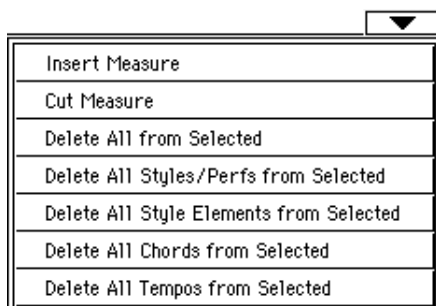 Insert Measure
Cut Measure
Delete All from Selected
Delete All Styles/Perfs from Selected
Delete All Style Elements from Selected
Delete All Chords from Selected
Delete All Tempos from Selected